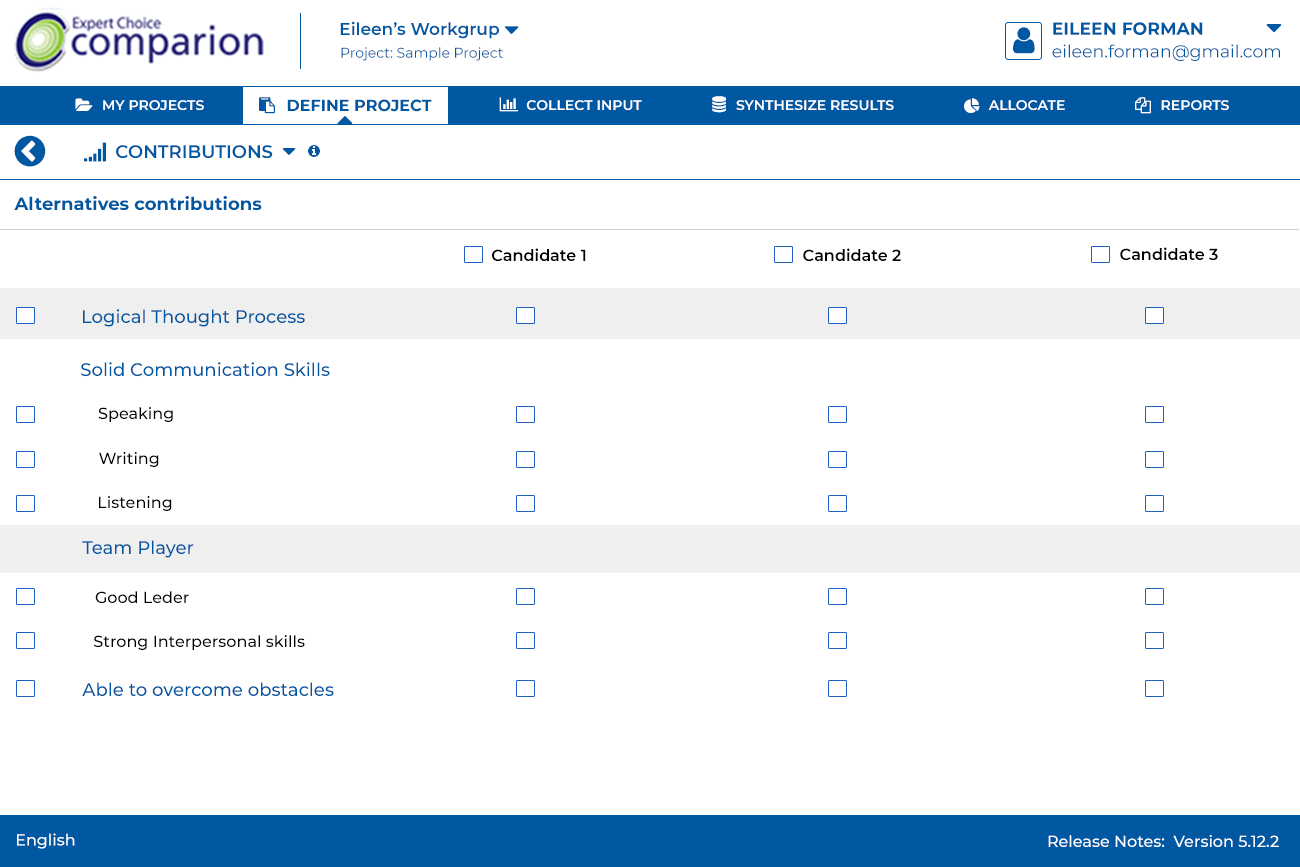 Expert Choice
comparion
Eileen’s Workgrup
Project: Sample Project
EILEEN FORMAN
eileen.forman@gmail.com
MY PROJECTS DEFINE PROJECT COLLECT INPUT SYNTHESIZE RESULTS ALLOCATE REPORTS
CONTRIBUTIONS
Alternatives contributions
Candidate 1 Candidate 2 Candidate 3
Logical Thought Process
Solid Communication Skills
Speaking
Writing
Listening
Team Player
Good Leder
Strong Interpersonal skills
Able to overcome obstacles
English Release Notes: Version 5.12.2